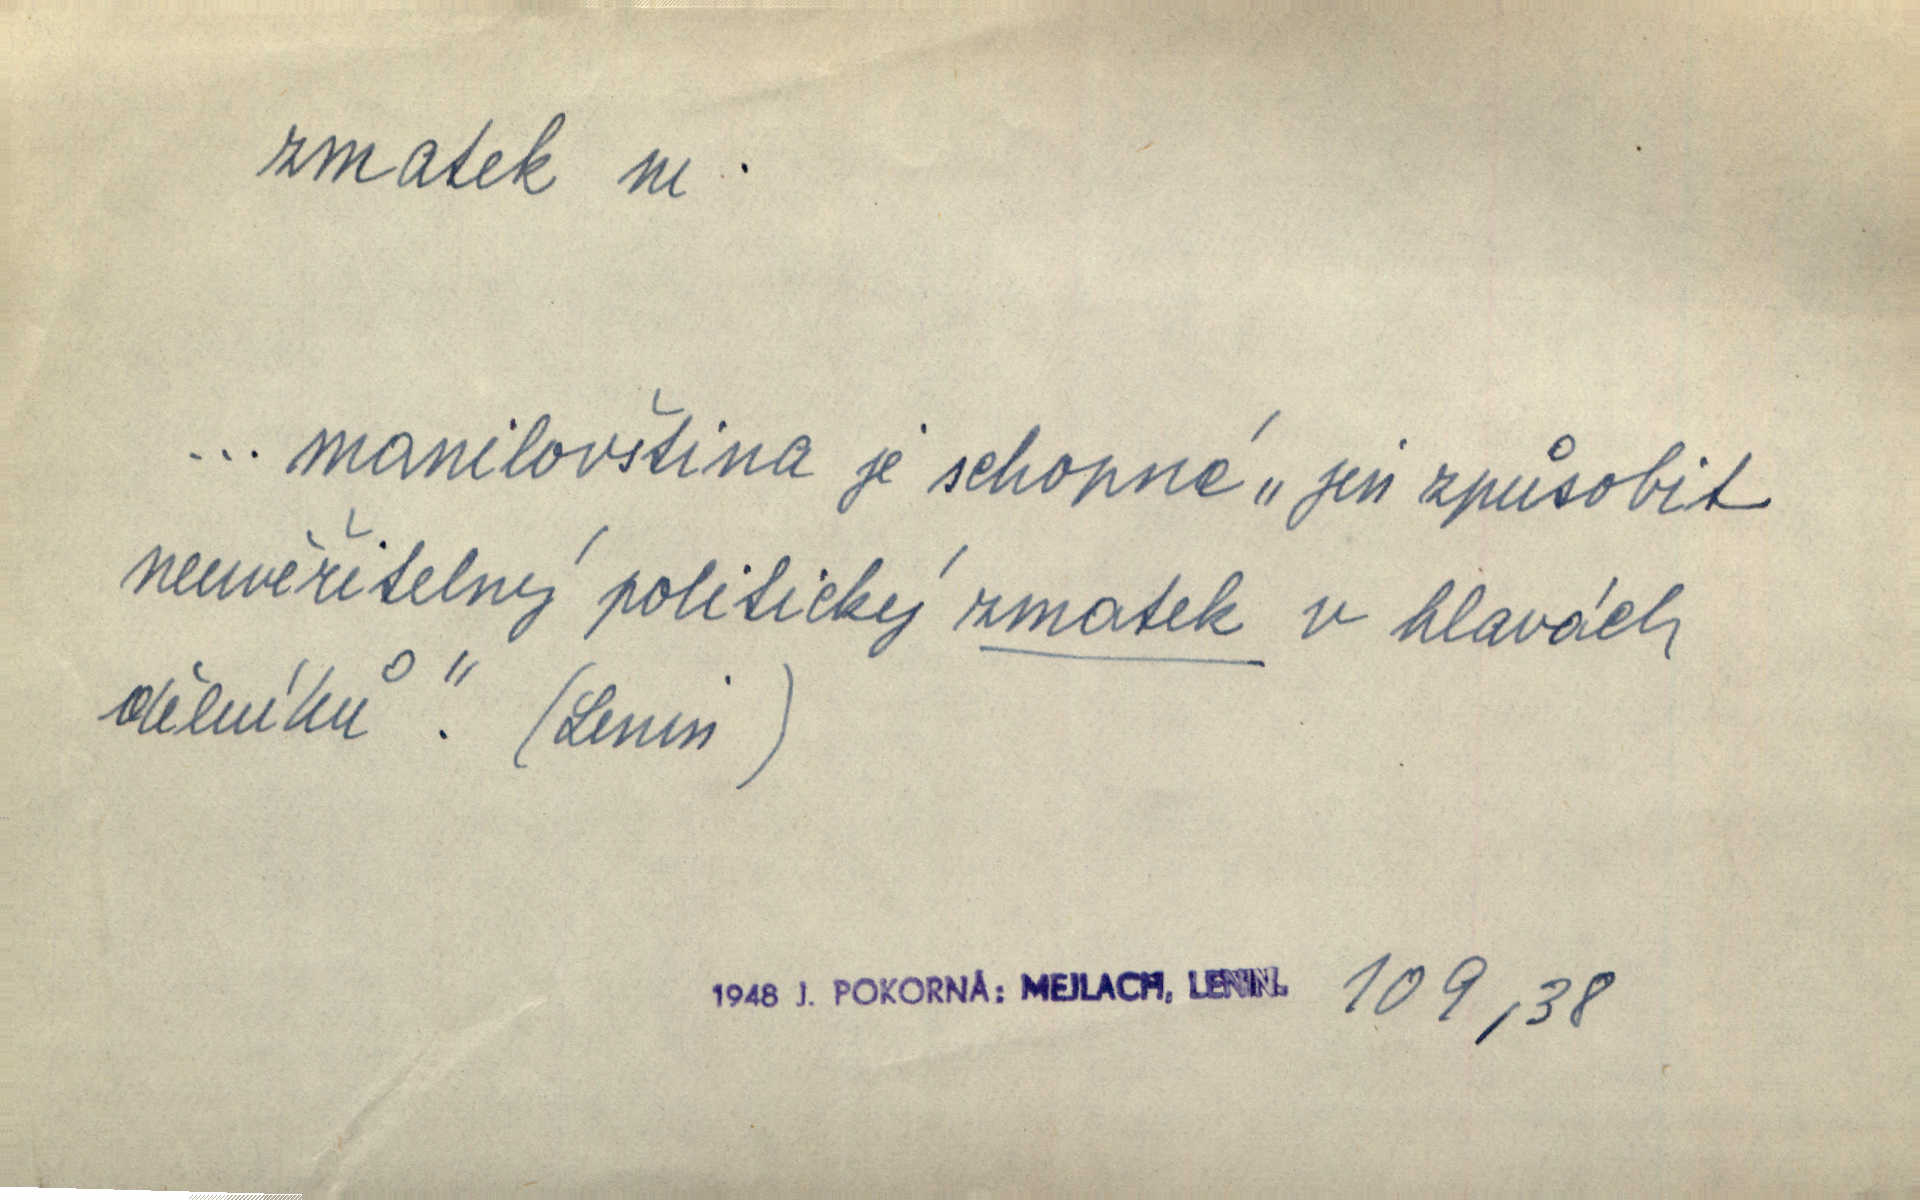 zmatek m.
... manilovština je schopná „jen způsobit
neuvěřitelný politický zmatek v hlavách
dělníků“. (Lenin)
1948 J. POKORNÁ: MEJLACH, LENIN. 109,38